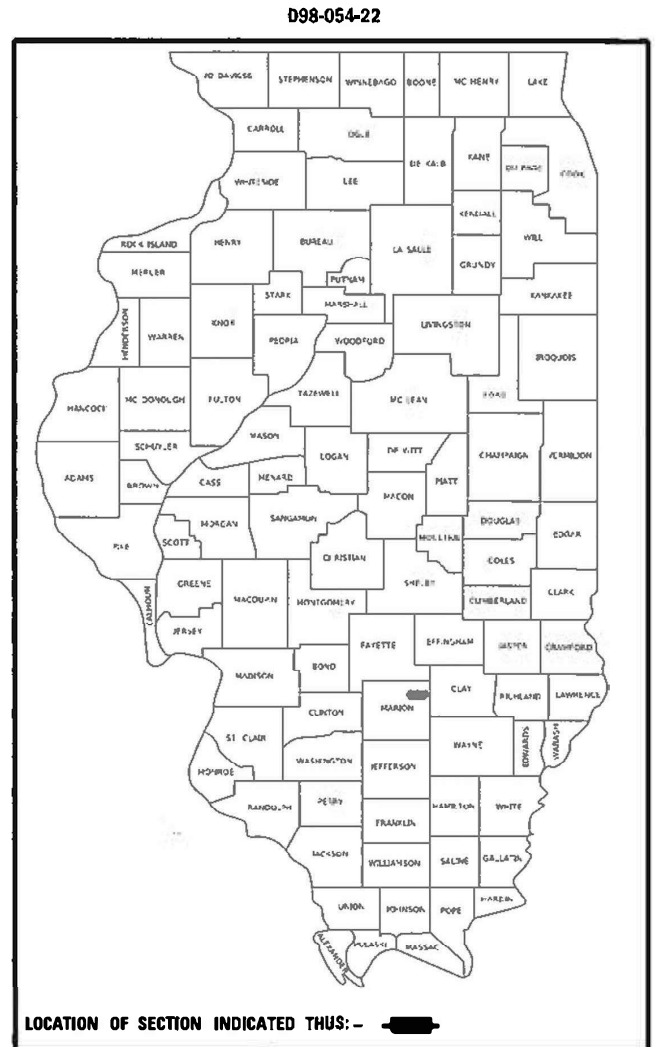 D98-054-22
JO DAVIESS STEPHENSON WINNEBAGO BOONE MC HENRY LAKE
CARROLL OGLE DE KALB KANE COOK
WHITESIDE LEE
KENDALL WILL
ROCK ISLAND HENRY BUREAU LA SALLE GRUNDY
MERCER PUTNAM
STARK MARSHALL KANKAKEE
HENDERSON WARREN KNOX PEORIA WOODFORD LIVINGSTON IROQUOIS
HANCOCK MC DONOUGH FULTON TAZEWELL MC LEAN FORD
MASON
SCHUYLER LOGAN DE WITT CHAMPAIGN VERMILION
ADAMS BROWN CASS MENARD MACON PIATT
PIKE SCOTT MORGAN SANGAMON CHRISTIAN MOULTRIE DOUGLAS EDGAR
COLES
CALHOUN GREENE MACOUPIN MONTGOMERY SHELBY CUMBERLAND CLARK
JERSEY FAYETTE EFFINGHAM JASPER CRAWFORD
MADISON BOND
CLINTON MARION CLAY RICHLAND LAWRENCE
ST. CLAIR WASHINGTON JEFFERSON WAYNE EDWARDS WABASH
MONROE
RANDOLPH PERRY FRANKLIN HAMILTON WHITE
JACKSON WILLIAMSON SALINE GALLATIN
UNION JOHNSON POPE HARDIN
ALEXANDER PULASKI MASSAC
LOCATION OF SECTION INDICATED THUS:-